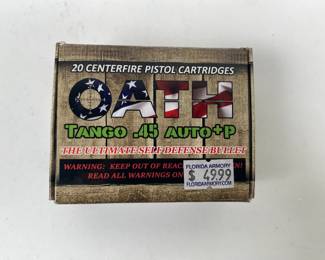 20 CENTERFIRE PISTOL CARTRIDGES
OATH
TANGO .45 AUTO+P
THE ULTIMATE SELF DEFENSE BULLET
WARNING: KEEP OUT OF REAC
READ ALL WARNINGS ON
FLORIDA ARMORY
$ 49.99
FLORIDAARMORY.COM